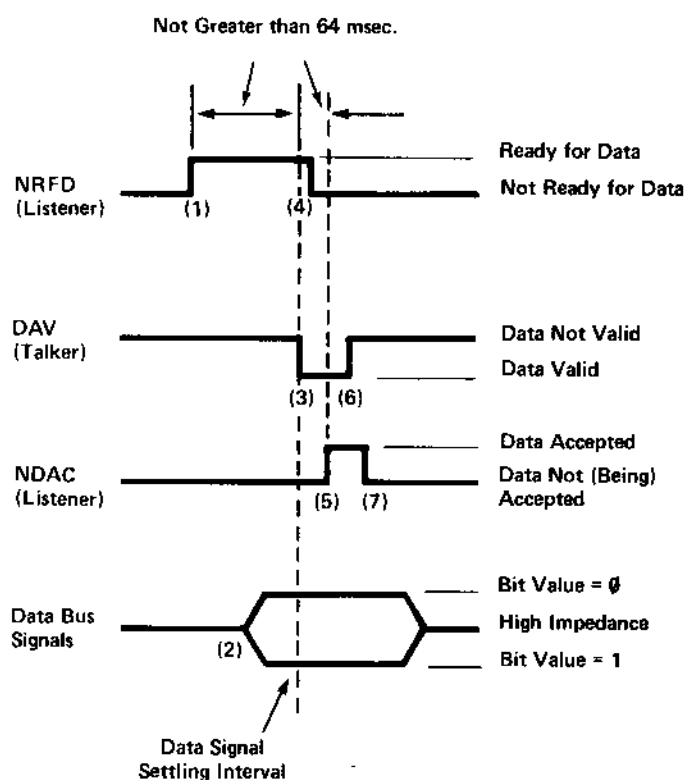 Not Greater than 64 msec.
Ready for Data
NRFD
(Listener)
Not Ready for Data
(1)
(4)
DAV
(Talker)
Data Not Valid
Data Valid
(3)
(6)
Data Accepted
NDAC
(Listener)
Data Not (Being)
Accepted
(5)
(7)
Bit Value = 0
Data Bus
Signals
High Impedance
(2)
Bit Value = 1
Data Signal
Settling Interval